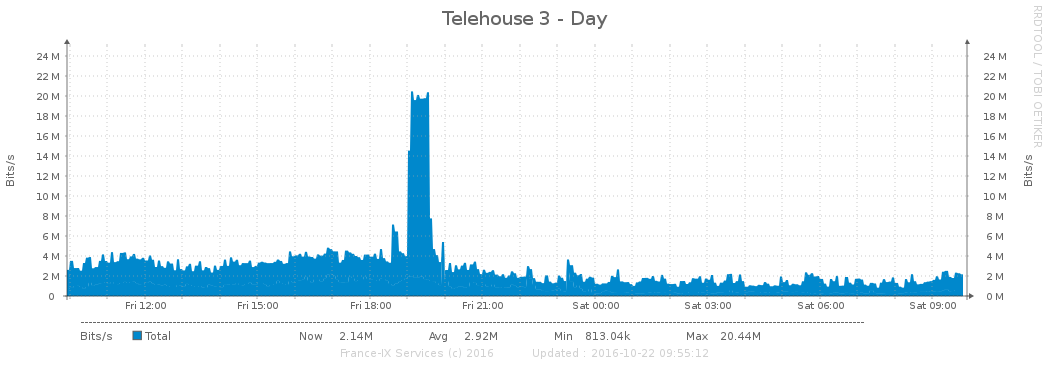 Telehouse 3 - Day
RRDTOOL / TOBI OETIKER
Bits/s
24 M 24 M
22 M 22 M
20 M 20 M
18 M 18 M
16 M 16 M
14 M 14 M
12 M 12 M
10 M 10 M
8 M 8 M
6 M 6 M
4 M 4 M
2 M 2 M
0 0 M
Bits/s
Fri 12:00 Fri 15:00 Fri 18:00 Fri 21:00 Sat 00:00 Sat 03:00 Sat 06:00 Sat 09:00
Bits/s Total Now 2.14M Avg 2.92M Min 813.04k Max 20.44M
France-IX Services (c) 2016 Updated : 2016-10-22 09:55:12